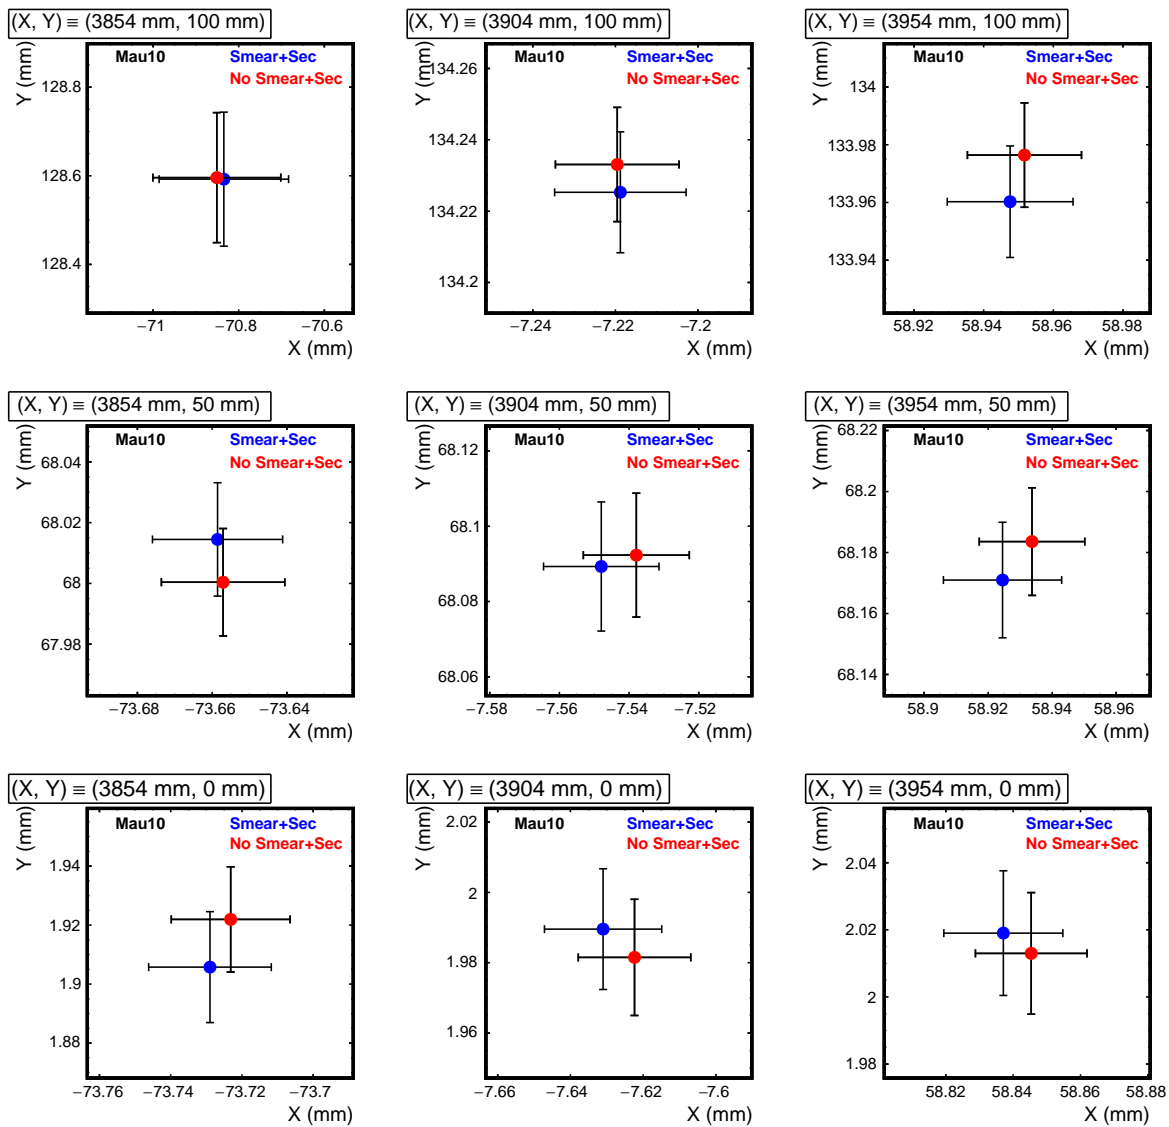 (X, Y) ≡ (3854 mm, 100 mm)
Y (mm)
Mau10
Smear+Sec
No Smear+Sec
128.8
128.6
128.4
−71
−70.8
−70.6
X (mm)
(X, Y) ≡ (3904 mm, 100 mm)
Y (mm)
Mau10
Smear+Sec
No Smear+Sec
134.26
134.24
134.22
134.2
−7.24
−7.22
−7.2
X (mm)
(X, Y) ≡ (3954 mm, 100 mm)
Y (mm)
Mau10
Smear+Sec
No Smear+Sec
134
133.98
133.96
133.94
58.92
58.94
58.96
58.98
X (mm)
(X, Y) ≡ (3854 mm, 50 mm)
Y (mm)
Mau10
Smear+Sec
No Smear+Sec
68.04
68.02
68
67.98
−73.68
−73.66
−73.64
X (mm)
(X, Y) ≡ (3904 mm, 50 mm)
Y (mm)
Mau10
Smear+Sec
No Smear+Sec
68.12
68.1
68.08
68.06
−7.58
−7.56
−7.54
−7.52
X (mm)
(X, Y) ≡ (3954 mm, 50 mm)
Y (mm)
Mau10
Smear+Sec
No Smear+Sec
68.22
68.2
68.18
68.16
68.14
58.9
58.92
58.94
58.96
X (mm)
(X, Y) ≡ (3854 mm, 0 mm)
Y (mm)
Mau10
Smear+Sec
No Smear+Sec
1.94
1.92
1.9
1.88
−73.76
−73.74
−73.72
−73.7
X (mm)
(X, Y) ≡ (3904 mm, 0 mm)
Y (mm)
Mau10
Smear+Sec
No Smear+Sec
2.02
2
1.98
1.96
−7.66
−7.64
−7.62
−7.6
X (mm)
(X, Y) ≡ (3954 mm, 0 mm)
Y (mm)
Mau10
Smear+Sec
No Smear+Sec
2.04
2.02
2
1.98
58.82
58.84
58.86
58.88
X (mm)